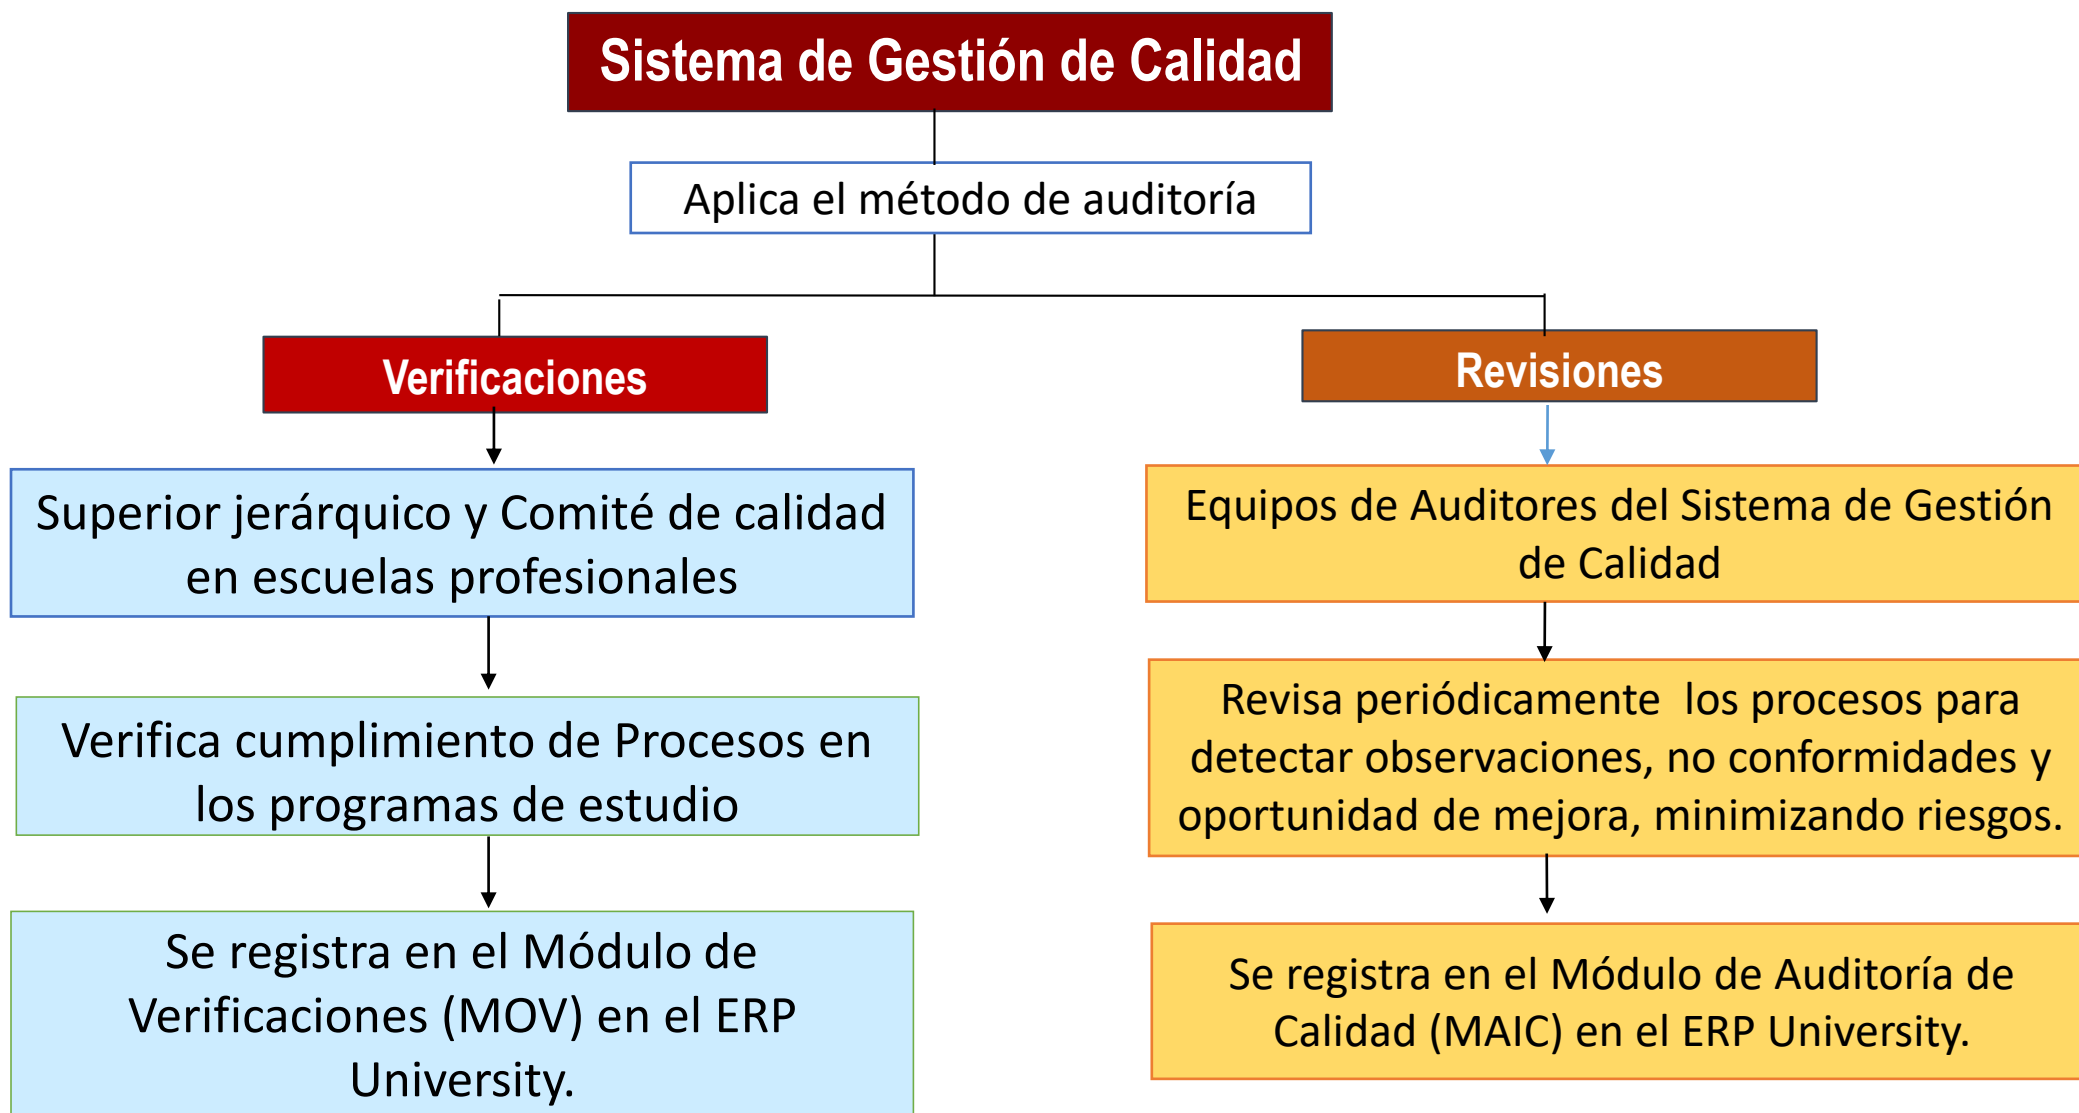 Sistema de Gestión de Calidad
Aplica el método de auditoría
Verificaciones
Superior jerárquico y Comité de calidad
en escuelas profesionales
Verifica cumplimiento de Procesos en
los programas de estudio
Se registra en el Módulo de
Verificaciones (MOV) en el ERP
University.
Revisiones
Equipos de Auditores del Sistema de Gestión
de Calidad
Revisa periódicamente  los procesos para
detectar observaciones, no conformidades y
oportunidad de mejora, minimizando riesgos.
Se registra en el Módulo de Auditoría de
Calidad (MAIC) en el ERP University.